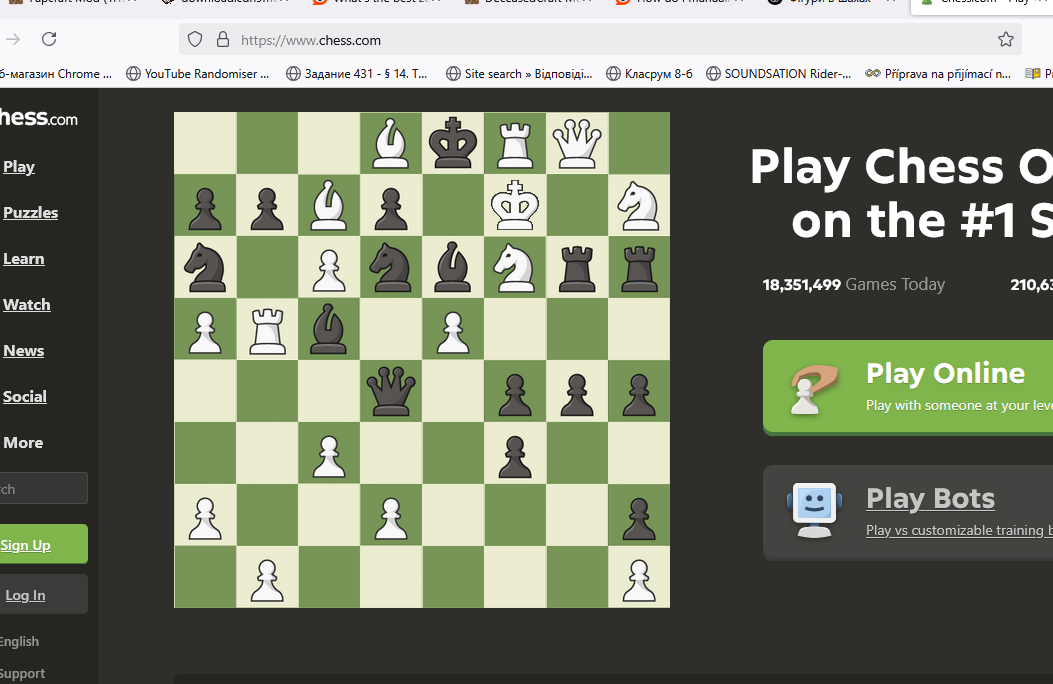 https://www.chess.com
б-магазин Chrome ...
YouTube Randomiser ...
Задание 431 - § 14. Т...
Site search » Відповіді...
Класрум 8-б
SOUNDSATION Rider-...
Příprava na přijímací n...
hess.com
Play
Puzzles
Learn
Watch
News
Social
More
rch
Sign Up
Log In
English
Support
Play Chess O
on the #1 S
18,351,499 Games Today
210,63
Play Online
Play with someone at your leve
Play Bots
Play vs customizable training b